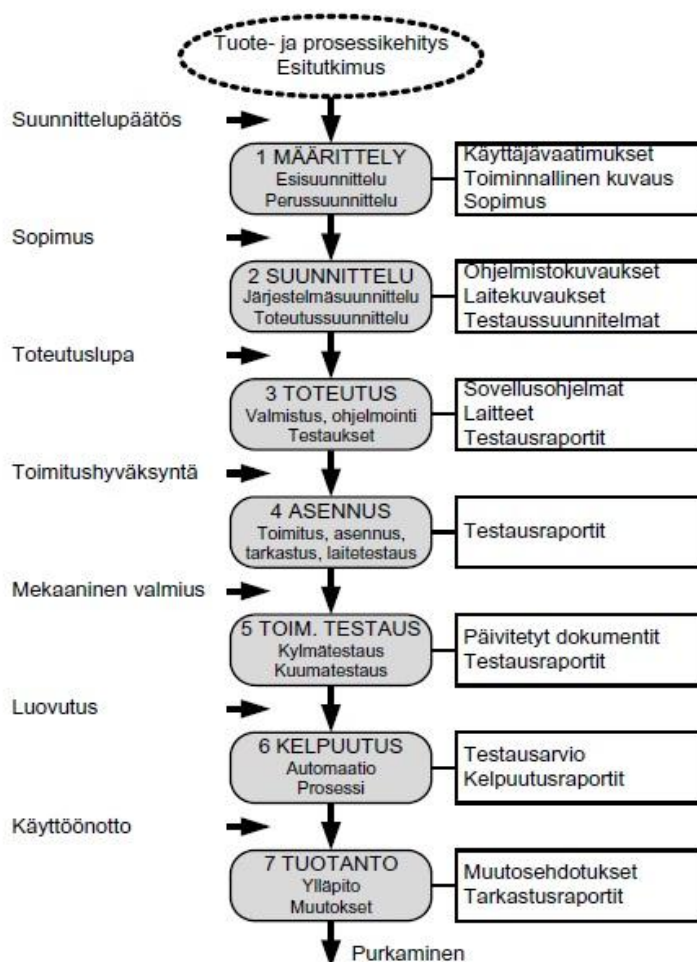 Tuote- ja prosessikehitys
Esitutkimus
Suunnittelupäätös
1 MÄÄRITTELY
Esisuunnittelu
Perussuunnittelu
Käyttäjävaatimukset
Toiminnallinen kuvaus
Sopimus
Sopimus
2 SUUNNITTELU
Järjestelmäsuunnittelu
Toteutussuunnittelu
Ohjelmistokuvaukset
Laitekuvaukset
Testaussuunnitelmat
Toteutuslupa
3 TOTEUTUS
Valmistus, ohjelmointi
Testaukset
Sovellusohjelmat
Laitteet
Testausraportit
Toimitushyväksyntä
4 ASENNUS
Toimitus, asennus,
tarkastus, laitetestaus
Testausraportit
Mekaaninen valmius
5 TOIM. TESTAUS
Kylmätestaus
Kuumatestaus
Päivitetyt dokumentit
Testausraportit
Luovutus
6 KELPUUTUS
Automaatio
Prosessi
Testausarvio
Kelpuutusraportit
Käyttöönotto
7 TUOTANTO
Ylläpito
Muutokset
Muutosehdotukset
Tarkastusraportit
Purkaminen